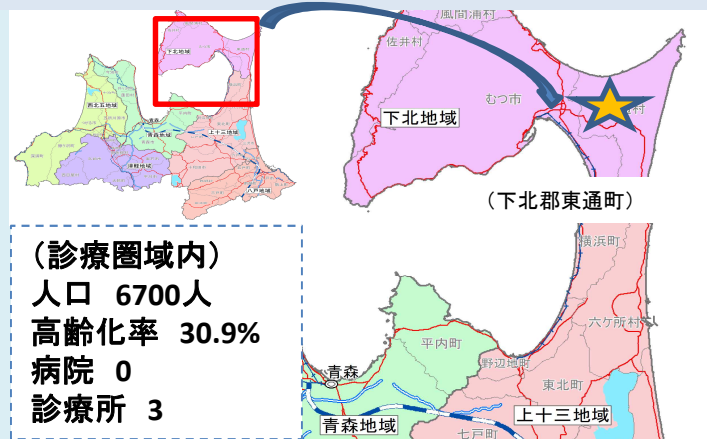 下北地域
西北五地域
青森
青森地域
上十三地域
津軽地域
八戸地域
風間浦村
佐井村
むつ市
村
下北地域
（下北郡東通町）
（診療圏域内）
人口 6700人
高齢化率 30.9%
病院 0
診療所 3
横浜町
六ケ所村
平内町
野辺地町
青森
東北町
青森地域
上十三地域
七戸町